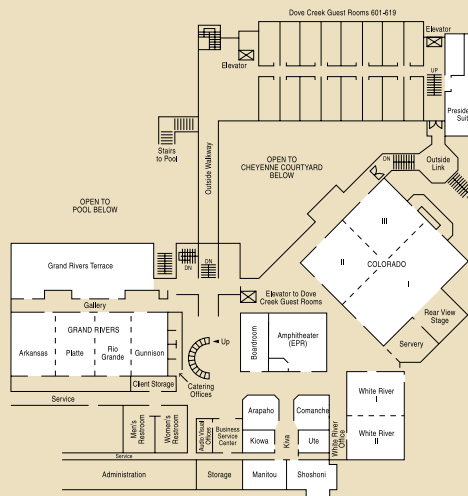 Dove Creek Guest Rooms 601-619
Elevator
Elevator
UP
Presiden
Suit
Stairs
to Pool
Outside Walkway
OPEN TO
CHEYENNE COURTYARD
BELOW
DN
Outside
Link
OPEN TO
POOL BELOW
III
II
COLORADO
I
Grand Rivers Terrace
DN
DN
Gallery
Elevator to Dove
Creek Guest Rooms
Rear View
Stage
Servery
GRAND RIVERS
Arkansas
Platte
Rio
Grande
Gunnison
Up
Boardroom
Amphitheater
(EPR)
Client Storage
Catering
Offices
Service
White River
I
White River
II
Men's
Restroom
Women's
Restroom
Audio Visual
Offices
Business
Service
Center
Arapaho
Comanche
Kiowa
Kiva
Ute
White River
Office
Service
Administration
Storage
Manitou
Shoshoni